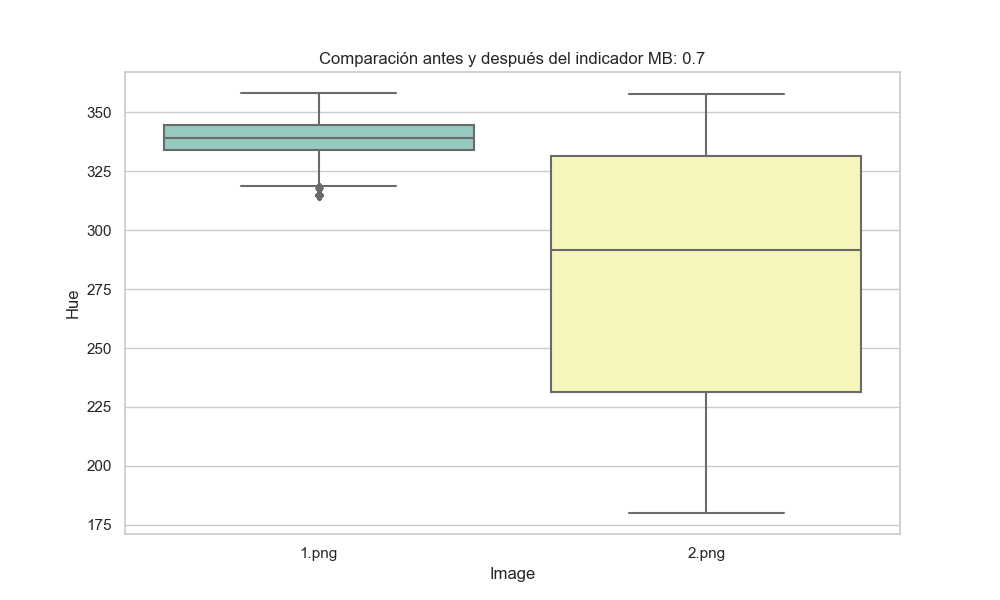 Comparación antes y después del indicador MB: 0.7
Hue
350
325
300
275
250
225
200
175
1.png
2.png
Image